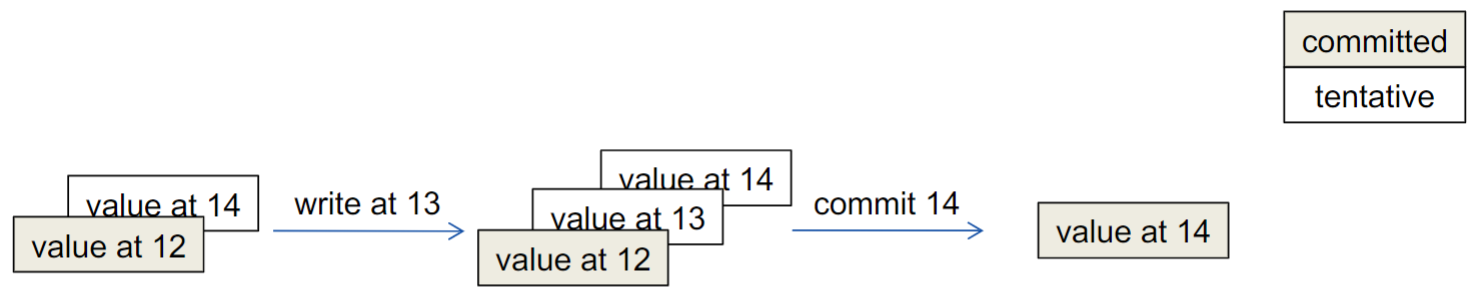 committed
tentative
value at 14
value at 12
write at 13
value at 14
value at 13
value at 12
commit 14
value at 14